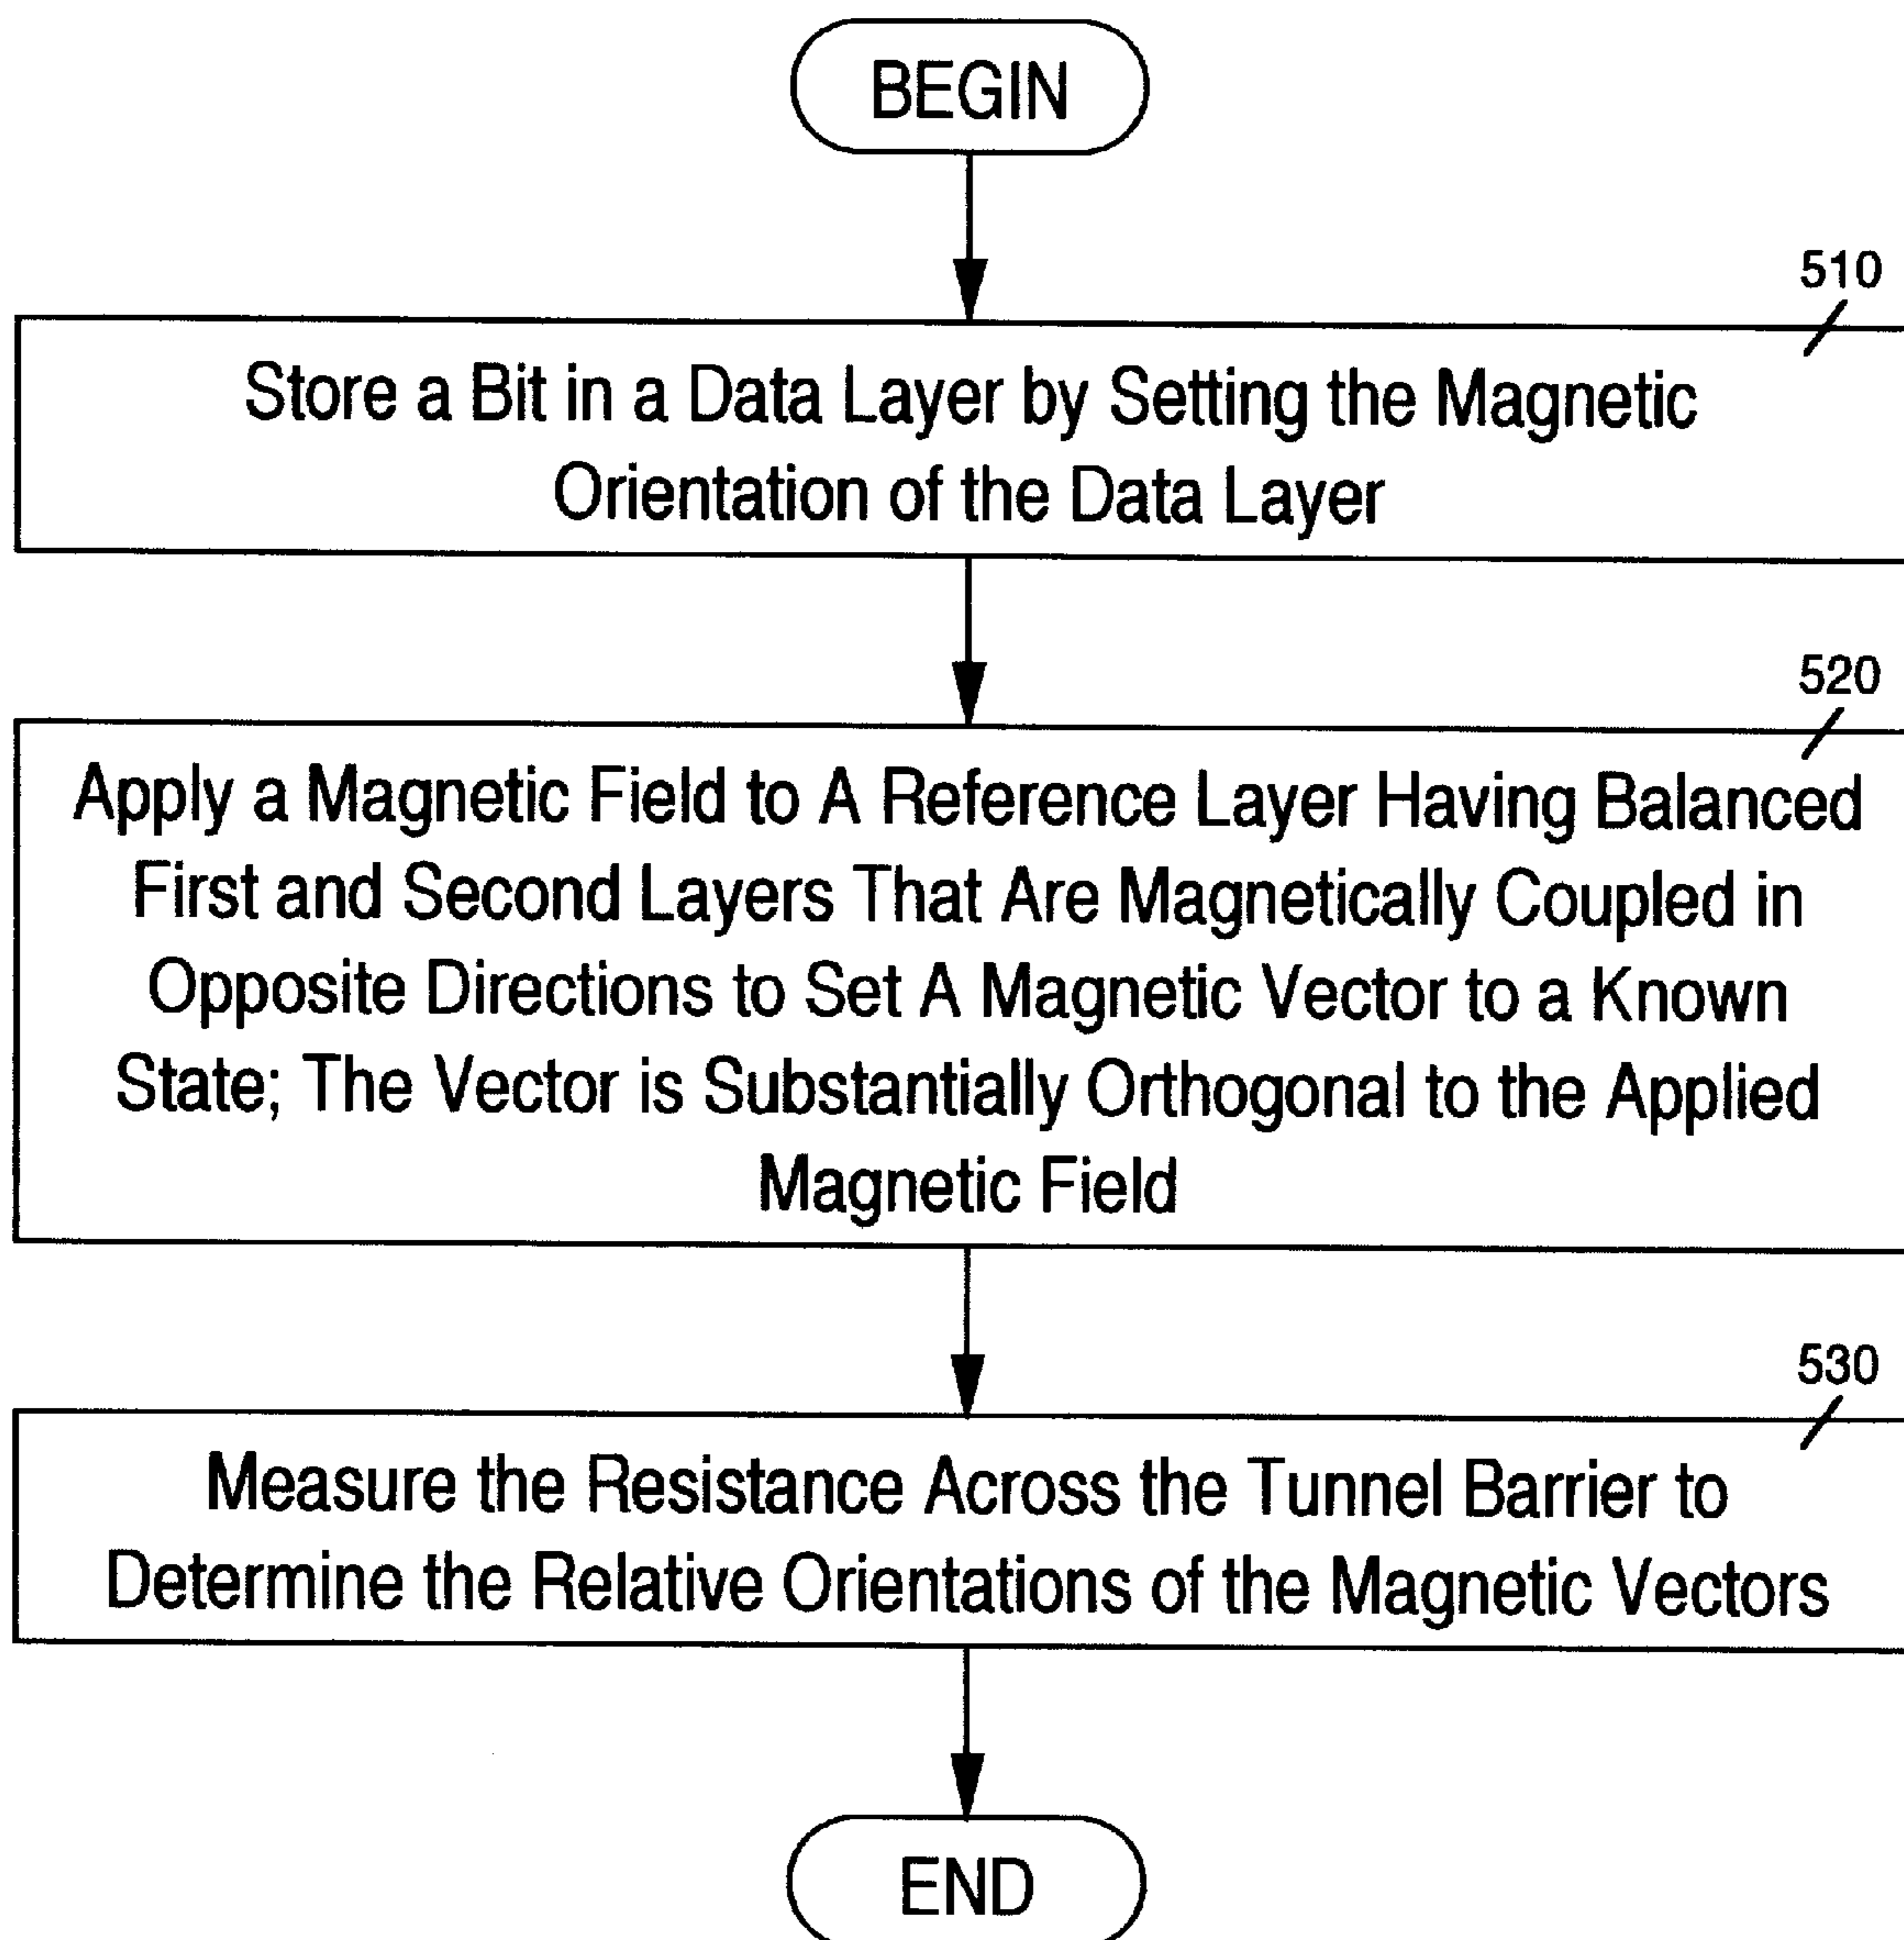 BEGIN
510
Store a Bit in a Data Layer by Setting the Magnetic
Orientation of the Data Layer
520
Apply a Magnetic Field to A Reference Layer Having Balanced
First and Second Layers That Are Magnetically Coupled in
Opposite Directions to Set A Magnetic Vector to a Known
State; The Vector is Substantially Orthogonal to the Applied
Magnetic Field
530
Measure the Resistance Across the Tunnel Barrier to
Determine the Relative Orientations of the Magnetic Vectors
END